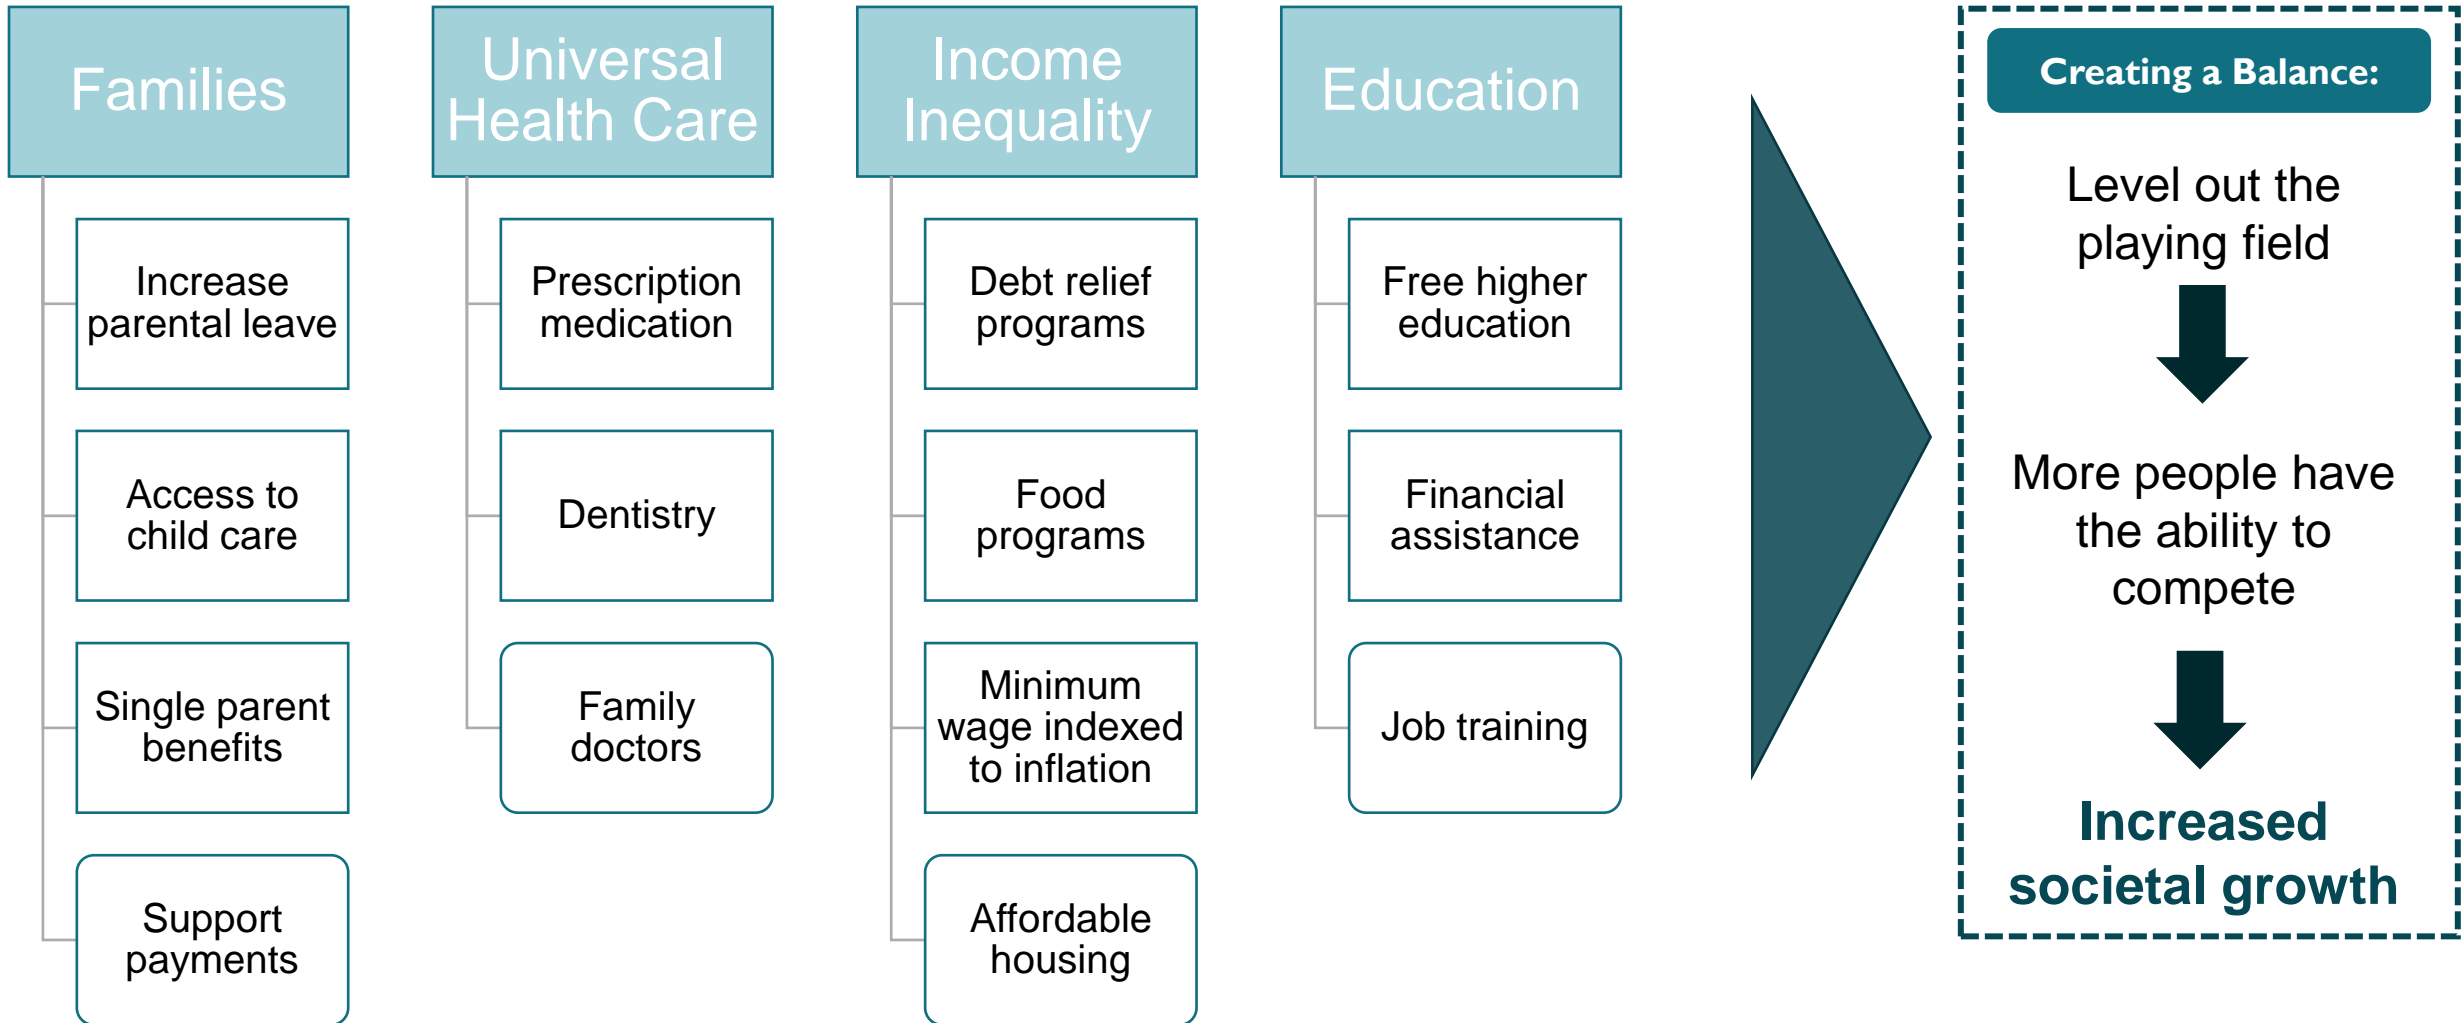 Families
Increase
parental leave
Access to
child care
Single parent
benefits
Support
payments
Universal
Health Care
Prescription
medication
Dentistry
Family
doctors
Income
Inequality
Debt relief
programs
Food
programs
Minimum
wage indexed
to inflation
Affordable
housing
Education
Free higher
education
Financial
assistance
Job training
Creating a Balance:
Level out the
playing field
More people have
the ability to
compete
Increased
societal growth